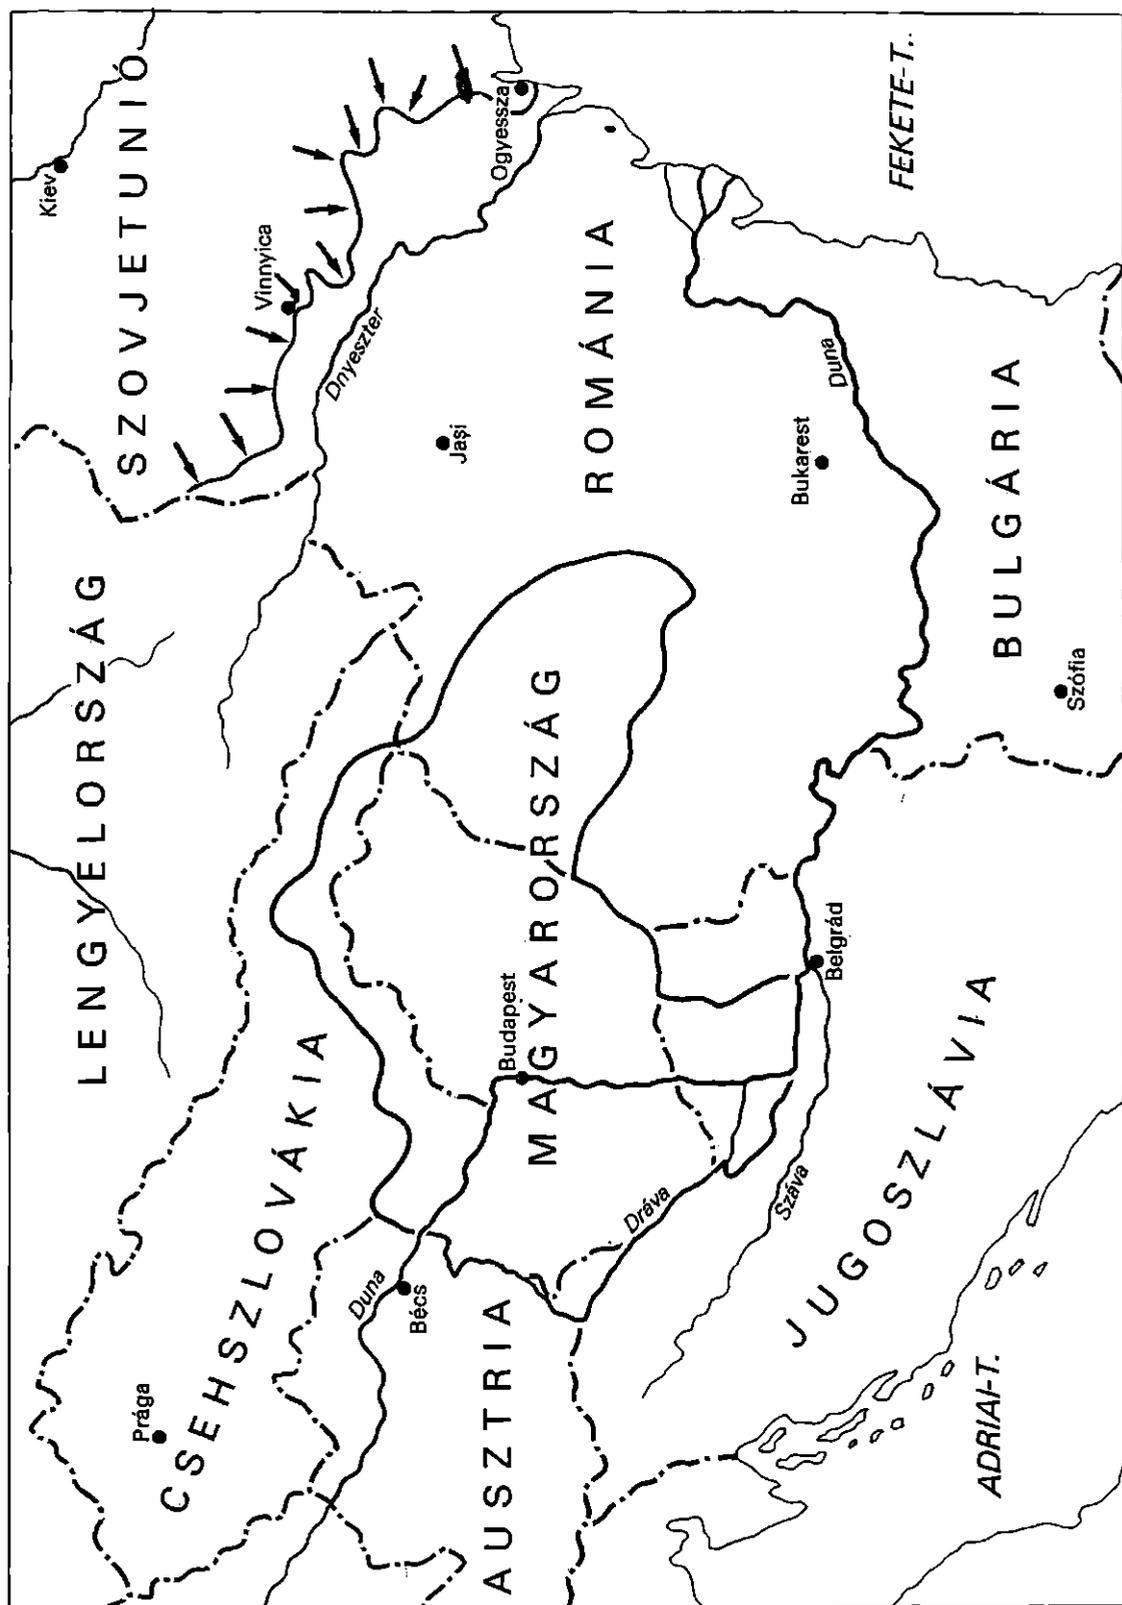 SZOVJETUNIÓ
Kiev
Vinnyica
Ogyessza
Dnyeszter
FEKETE-T.
LENGYELORSZÁG
Jaşi
ROMÁNIA
Bukarest
Duna
BULGÁRIA
Szófia
CSEHSZLOVÁKIA
Prága
MAGYARORSZÁG
Budapest
Belgrád
Duna
Bécs
AUSZTRIA
Dráva
Száva
JUGOSZLÁVIA
ADRIAI-T.